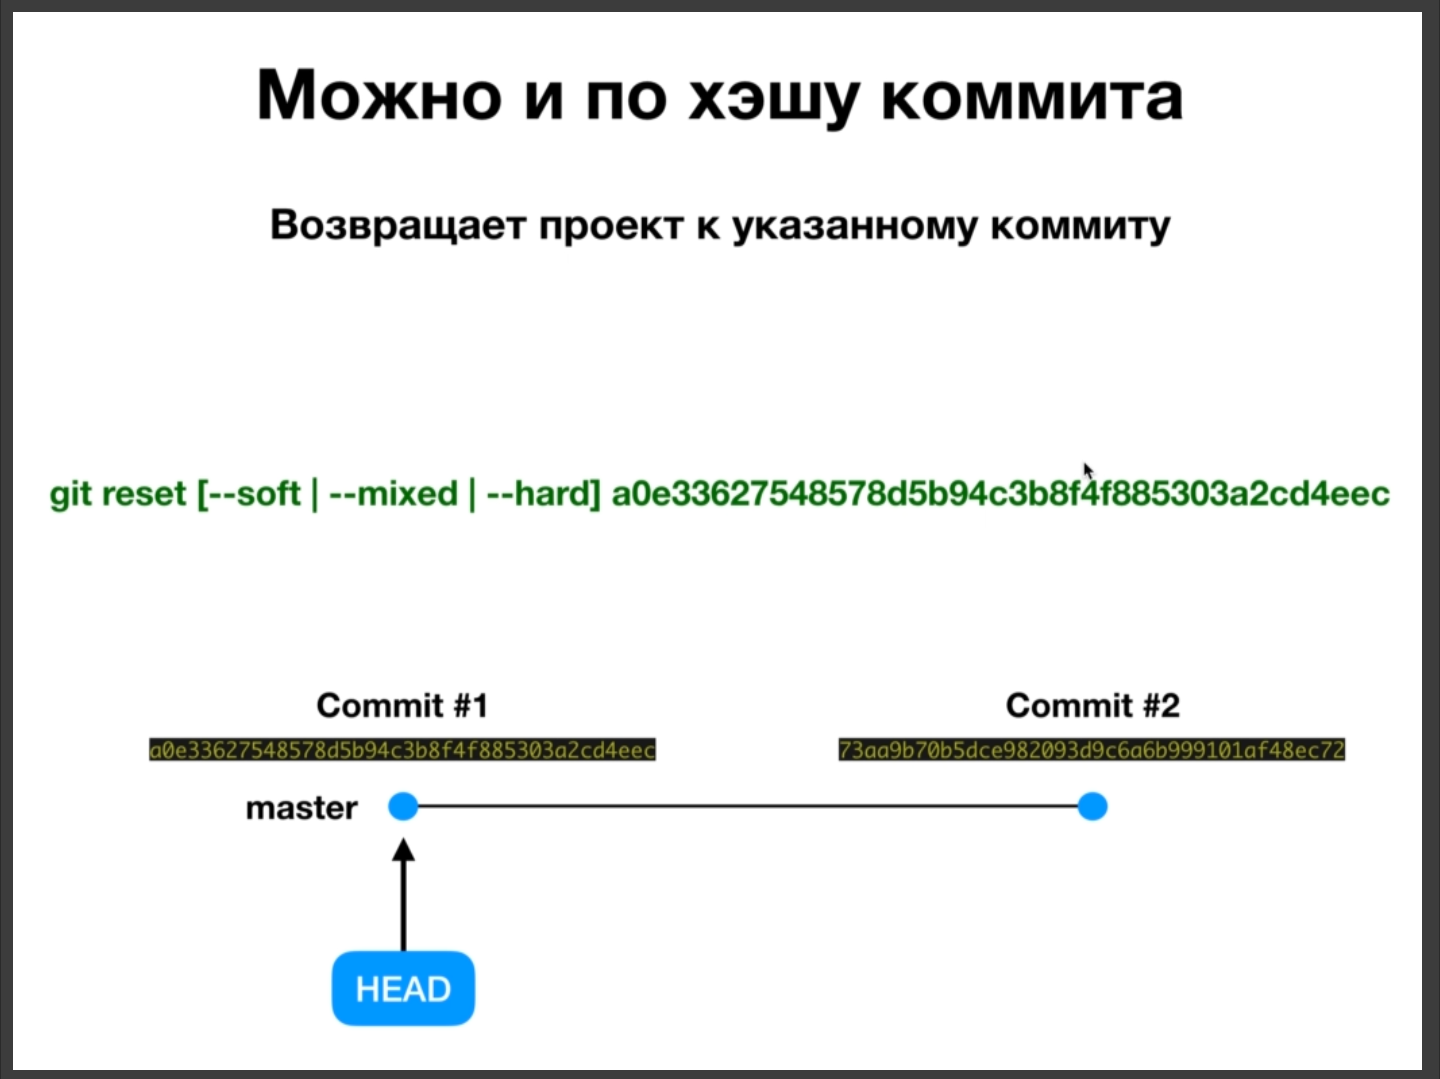 Можно и по хэшу коммита
Возвращает проект к указанному коммиту
git reset [--soft | --mixed | --hard] a0e33627548578d5b94c3b8f4f885303a2cd4eec
Commit #1
Commit #2
a0e33627548578d5b94c3b8f4f885303a2cd4eec
73aa9b70b5dce982093d9c6a6b999101af48ec72
master
HEAD